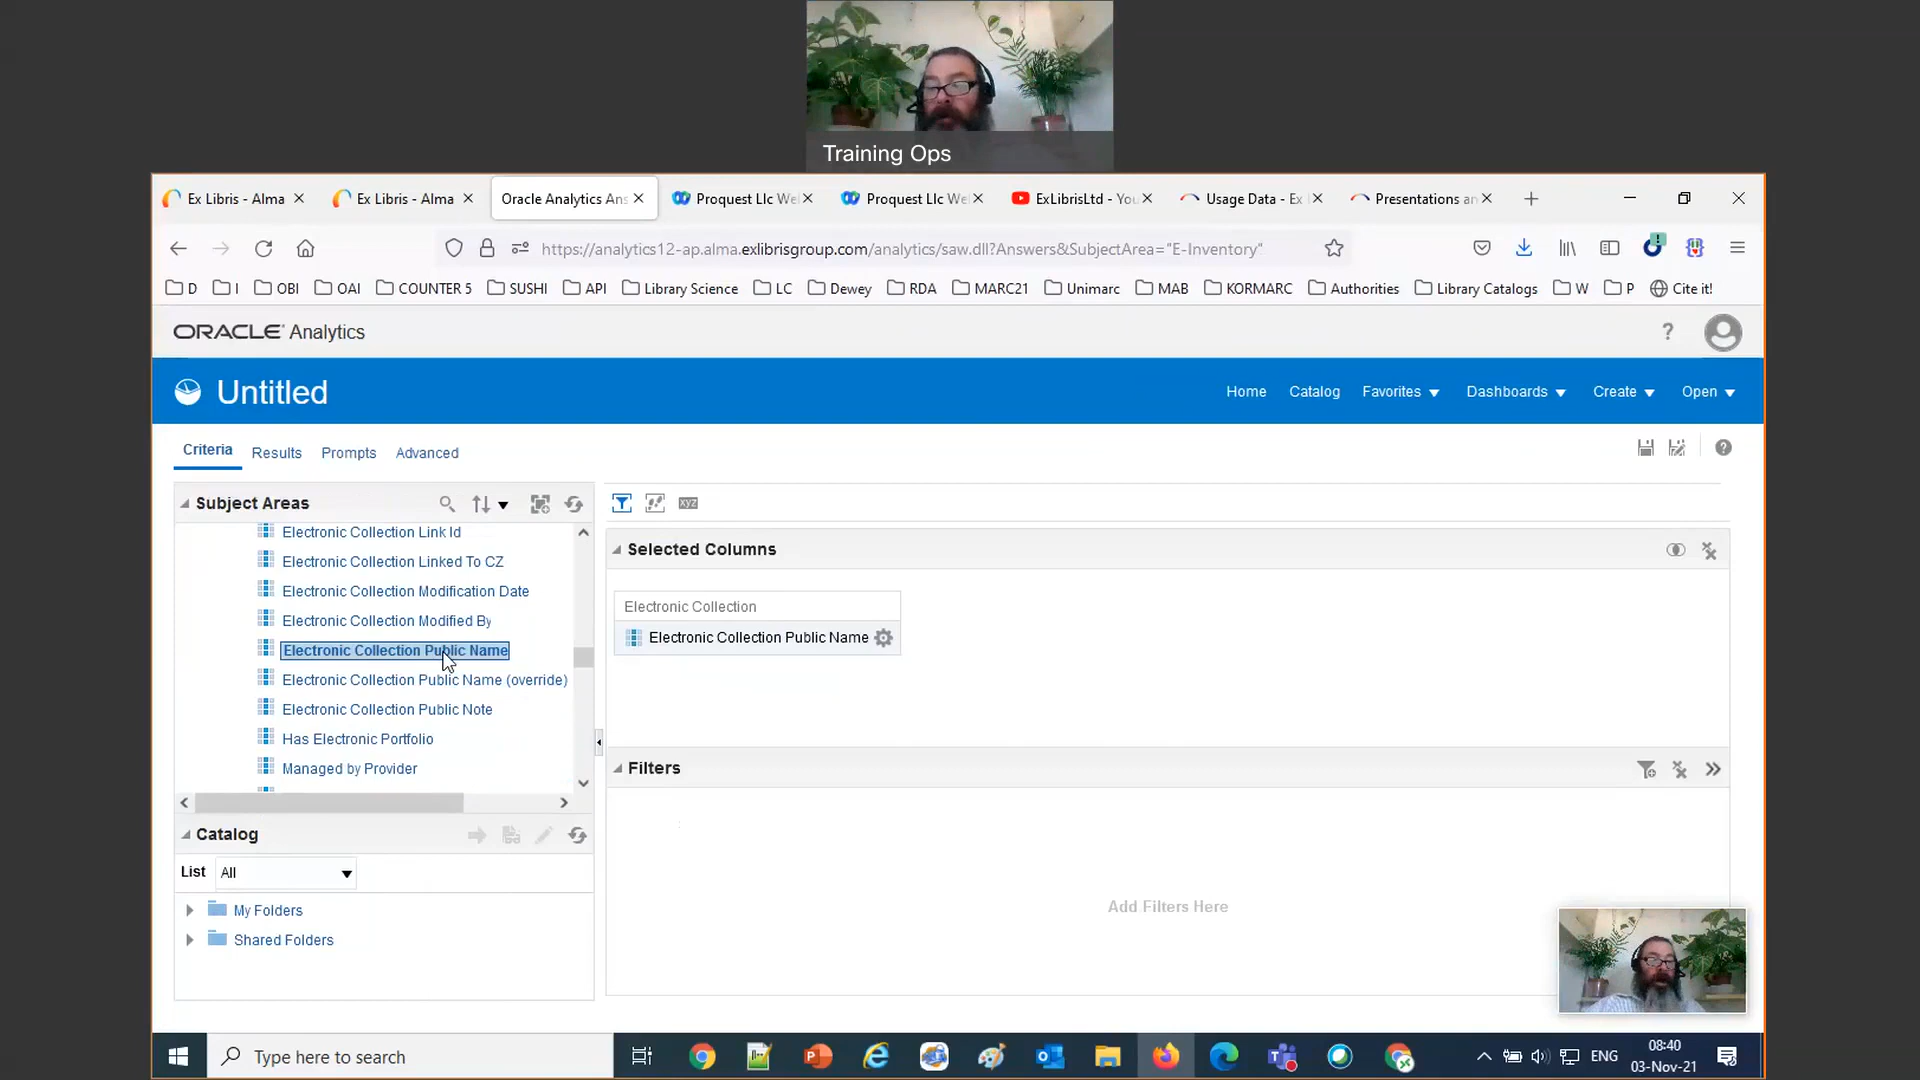 Training Ops
Ex Libris - Alma
Ex Libris - Alma
Oracle Analytics Ans
Proquest Llc We
Proquest Llc We
ExLibrisLtd - You
Usage Data - Ex
Presentations an
https://analytics12-ap.alma.exlibrisgroup.com/analytics/saw.dll?Answers&SubjectArea="E-Inventory"
D
I
OBI
OAI
COUNTER 5
SUSHI
API
Library Science
LC
Dewey
RDA
MARC21
Unimarc
MAB
KORMARC
Authorities
Library Catalogs
W
P
Cite it!
ORACLE Analytics
?
Untitled
Home
Catalog
Favorites
Dashboards
Create
Open
Criteria
Results
Prompts
Advanced
Subject Areas
xyz
Electronic Collection Link Id
Electronic Collection Linked To CZ
Electronic Collection Modification Date
Electronic Collection Modified By
Electronic Collection Public Name
Electronic Collection Public Name (override)
Electronic Collection Public Note
Has Electronic Portfolio
Managed by Provider
Selected Columns
Electronic Collection
Electronic Collection Public Name
Filters
Add Filters Here
Catalog
List
All
My Folders
Shared Folders
Type here to search
ENG
08:40
03-Nov-21